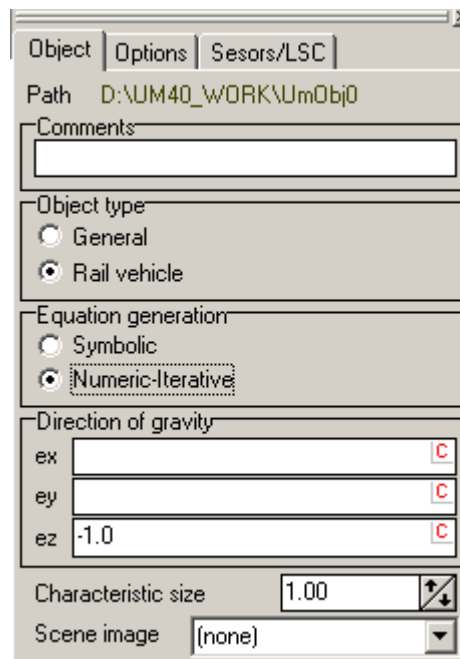 Object Options Sesors/LSC
Path D:\UM40_WORK\UmObj0
Comments
Object type
General
Rail vehicle
Equation generation
Symbolic
Numeric-Iterative
Direction of gravity
ex C
ey C
ez -1.0 C
Characteristic size 1.00
Scene image (none)